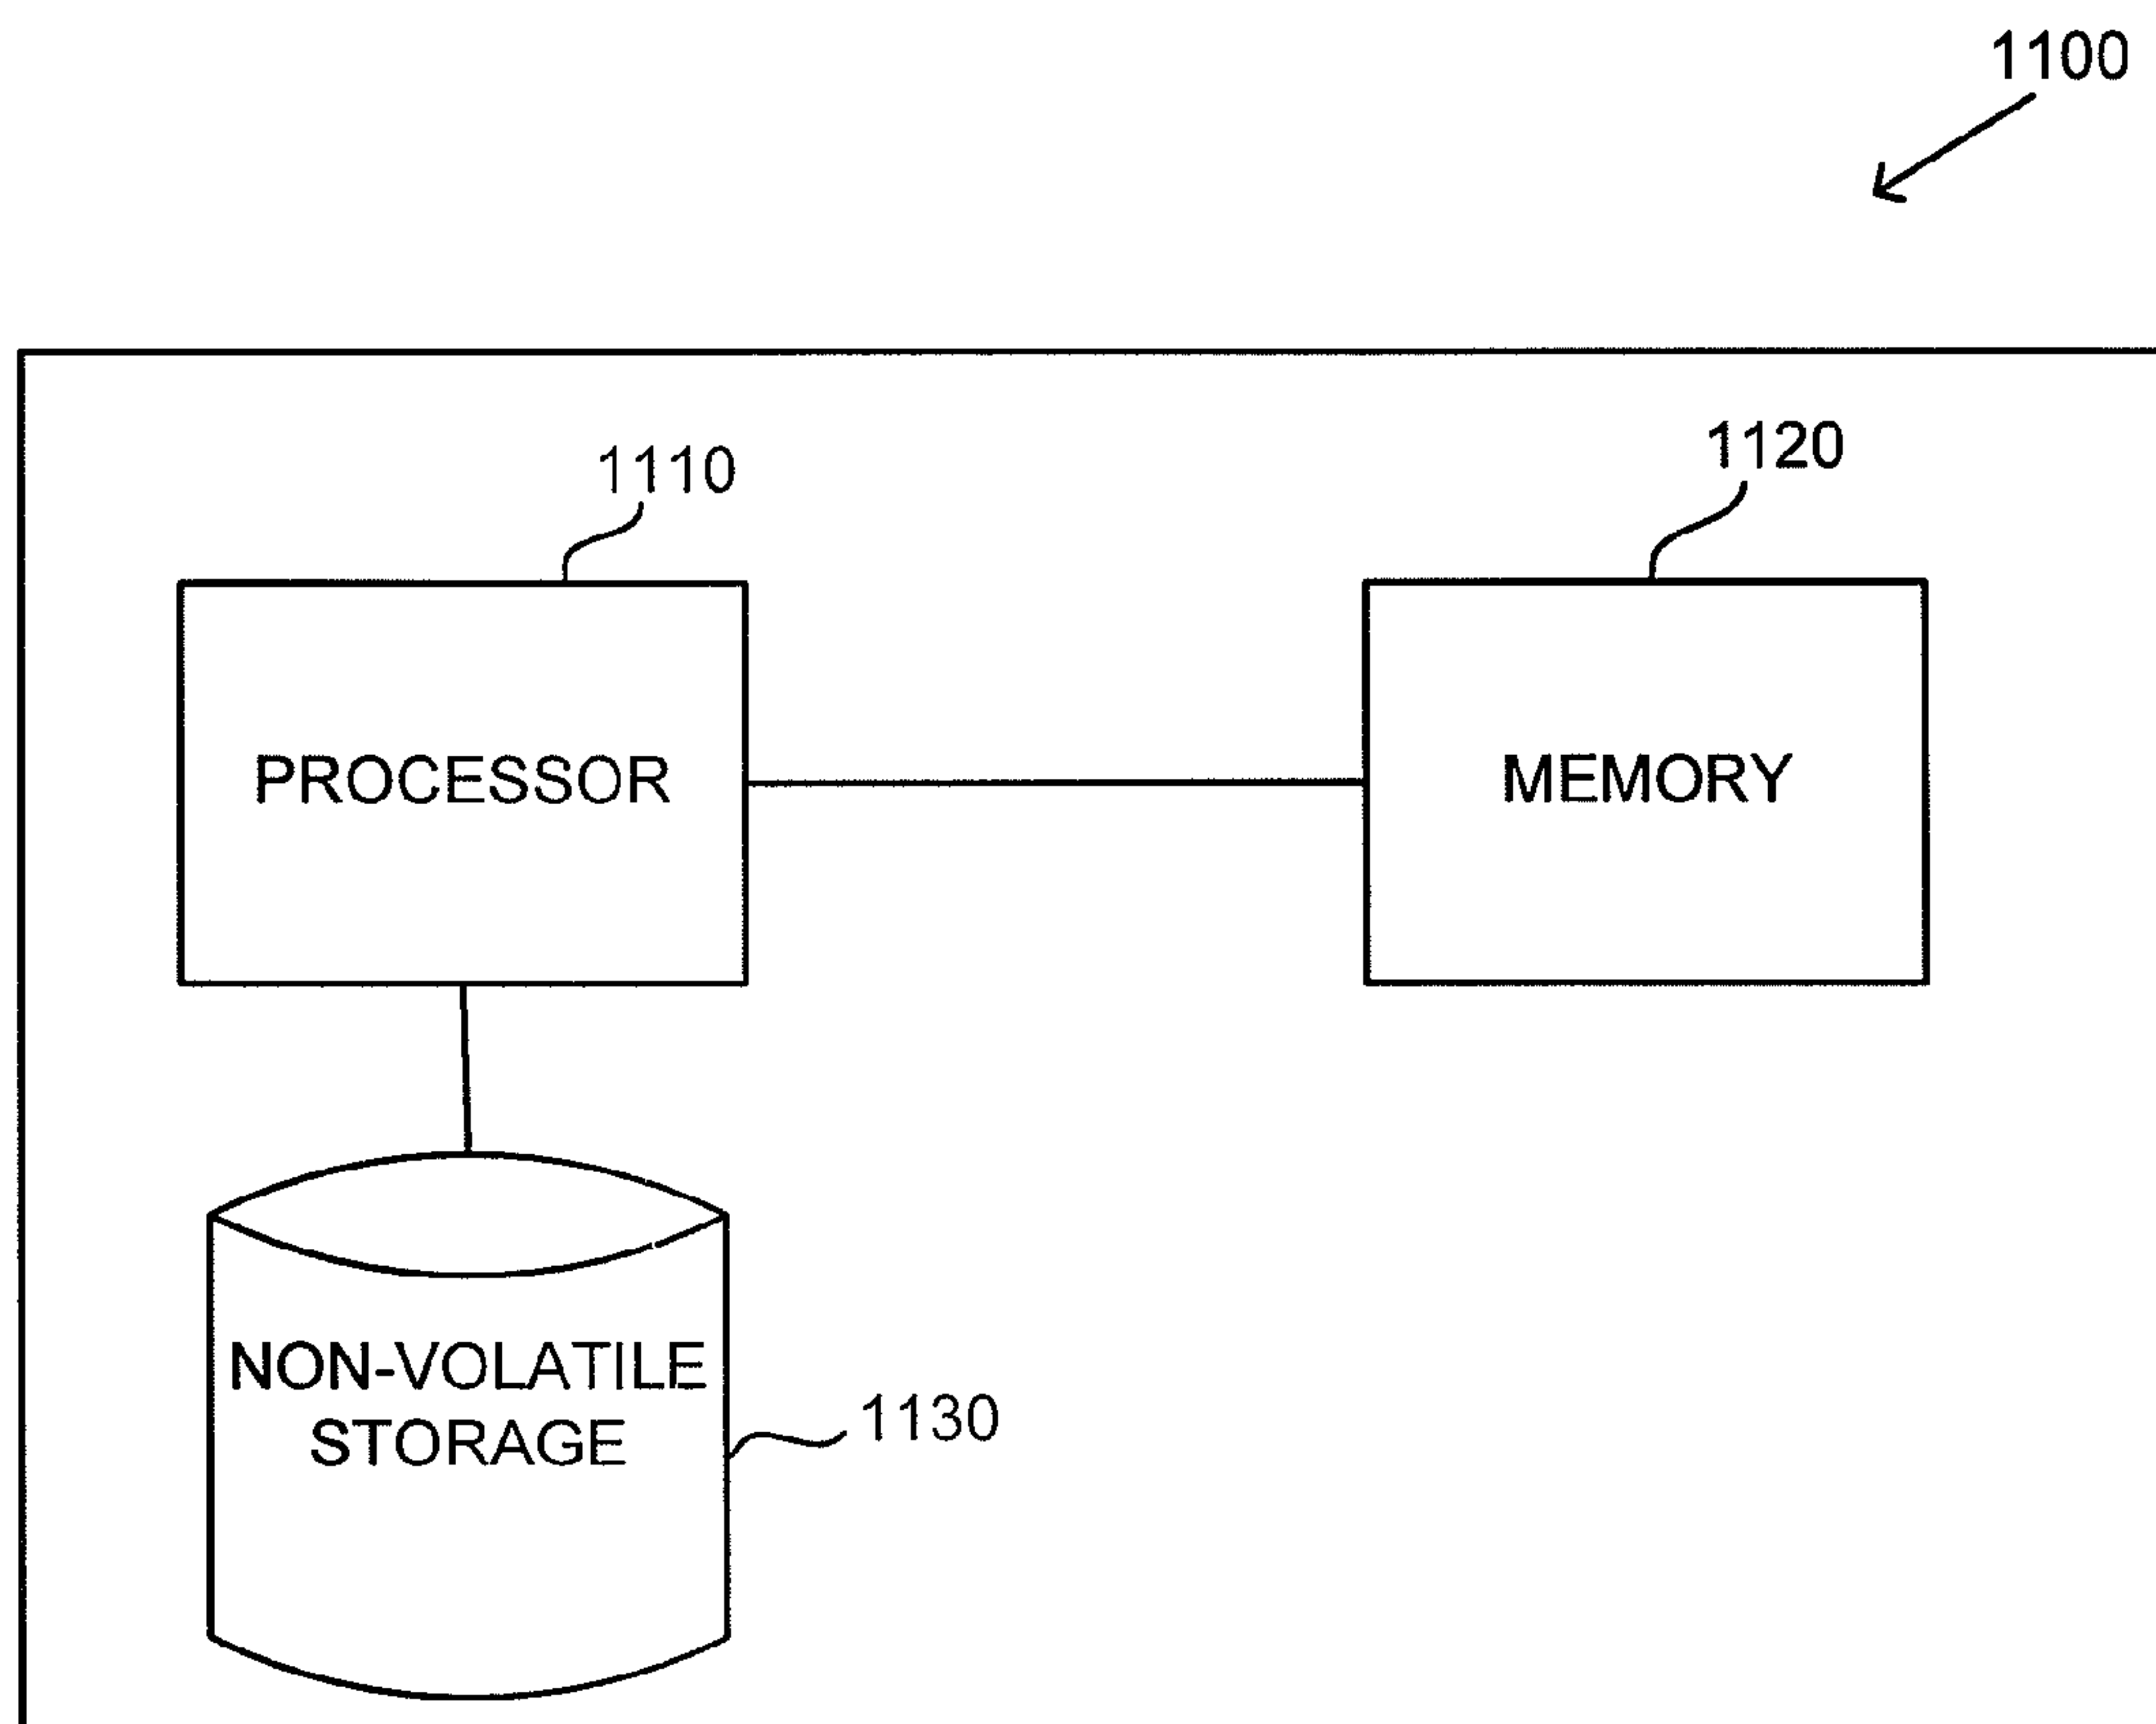 1100
1110
1120
PROCESSOR
MEMORY
NON-VOLATILE
STORAGE
1130